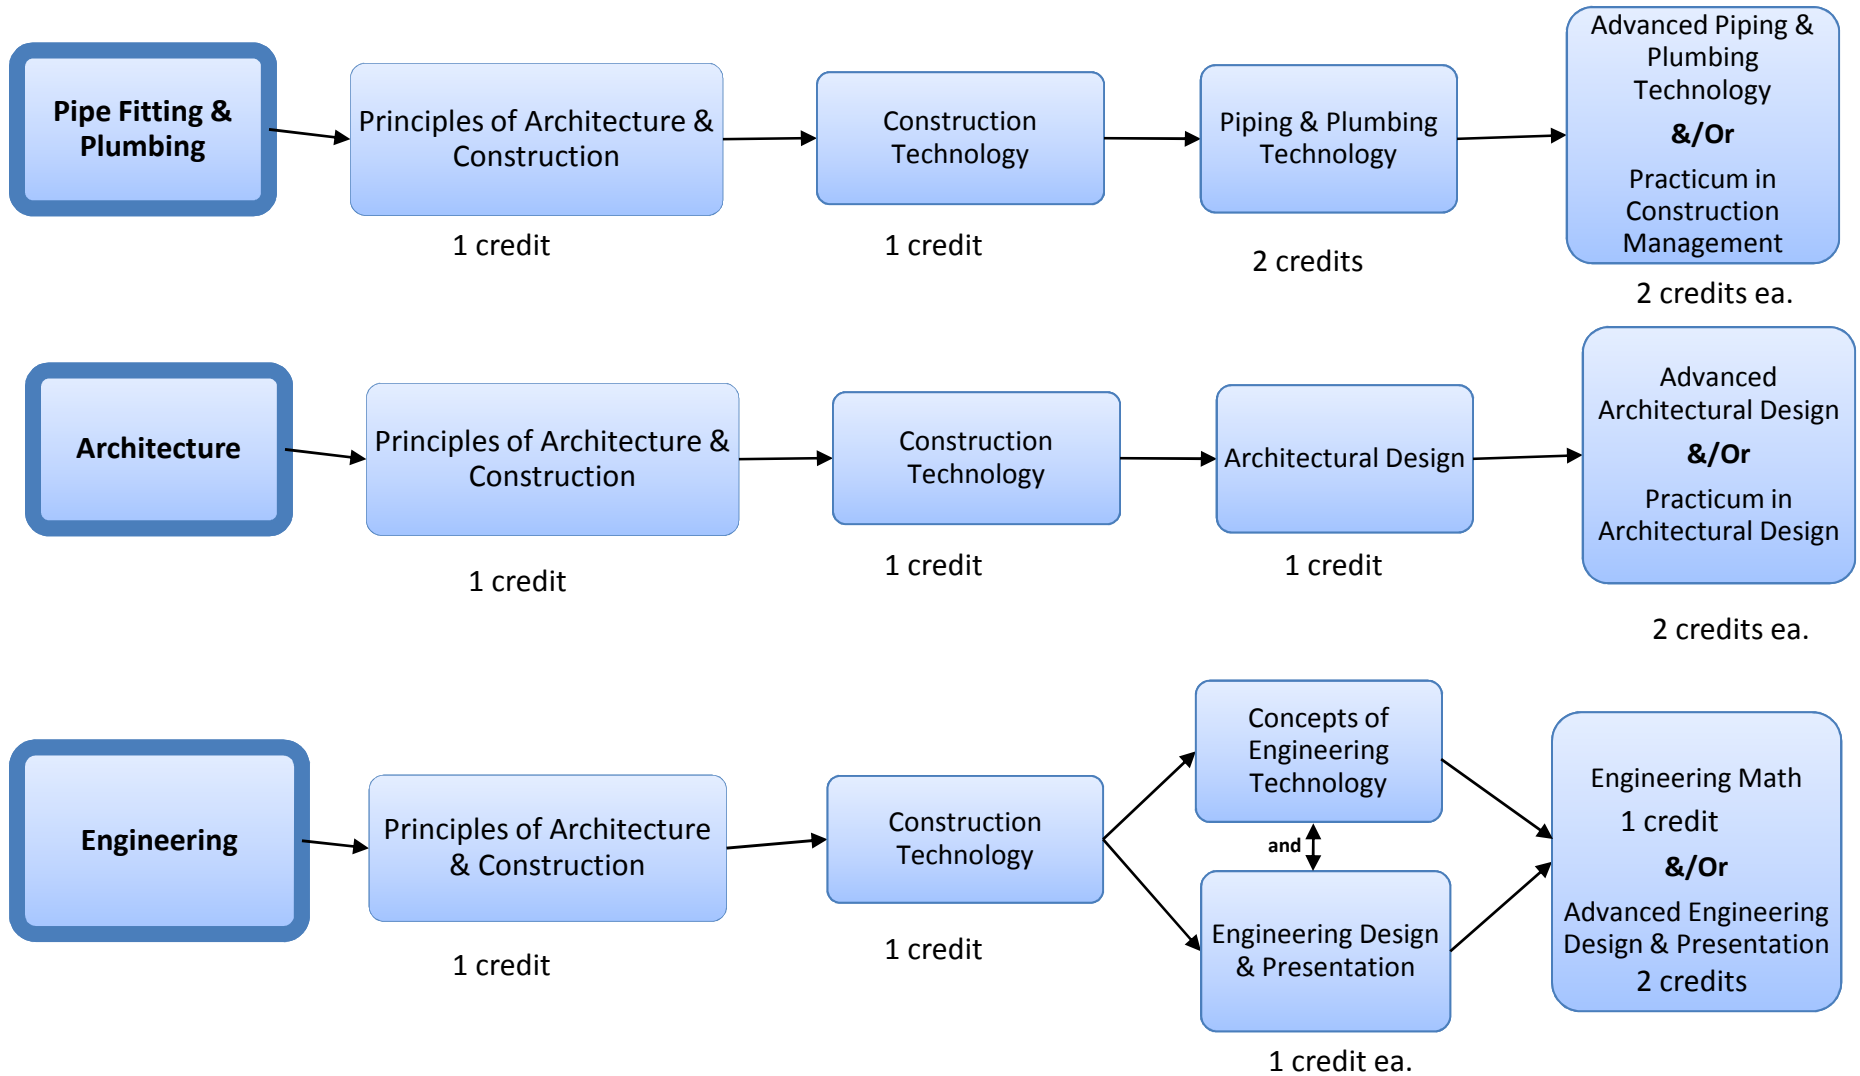 Pipe Fitting &
Plumbing
Principles of Architecture &
Construction
1 credit
Construction
Technology
1 credit
Piping & Plumbing
Technology
2 credits
Advanced Piping &
Plumbing
Technology
&/Or
Practicum in
Construction
Management
2 credits ea.
Architecture
Principles of Architecture &
Construction
1 credit
Construction
Technology
1 credit
Architectural Design
1 credit
Advanced
Architectural Design
&/Or
Practicum in
Architectural Design
2 credits ea.
Engineering
Principles of Architecture
& Construction
1 credit
Construction
Technology
1 credit
Concepts of
Engineering
Technology
and
Engineering Design
& Presentation
1 credit ea.
Engineering Math
1 credit
&/Or
Advanced Engineering
Design & Presentation
2 credits